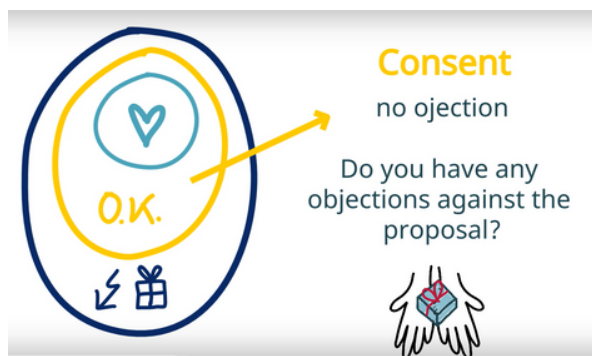 O.K.
Consent
no ojection
Do you have any
objections against the
proposal?